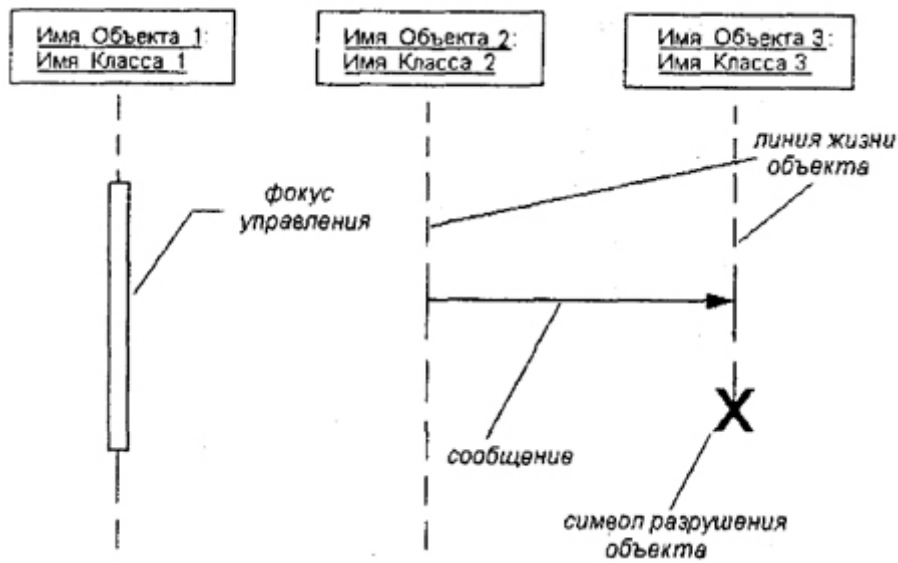 Имя Объекта 1:
Имя Класса 1
Имя Объекта 2:
Имя Класса 2
Имя Объекта 3:
Имя Класса 3
линия жизни
объекта
фокус
управления
сообщение
символ разрушения
объекта